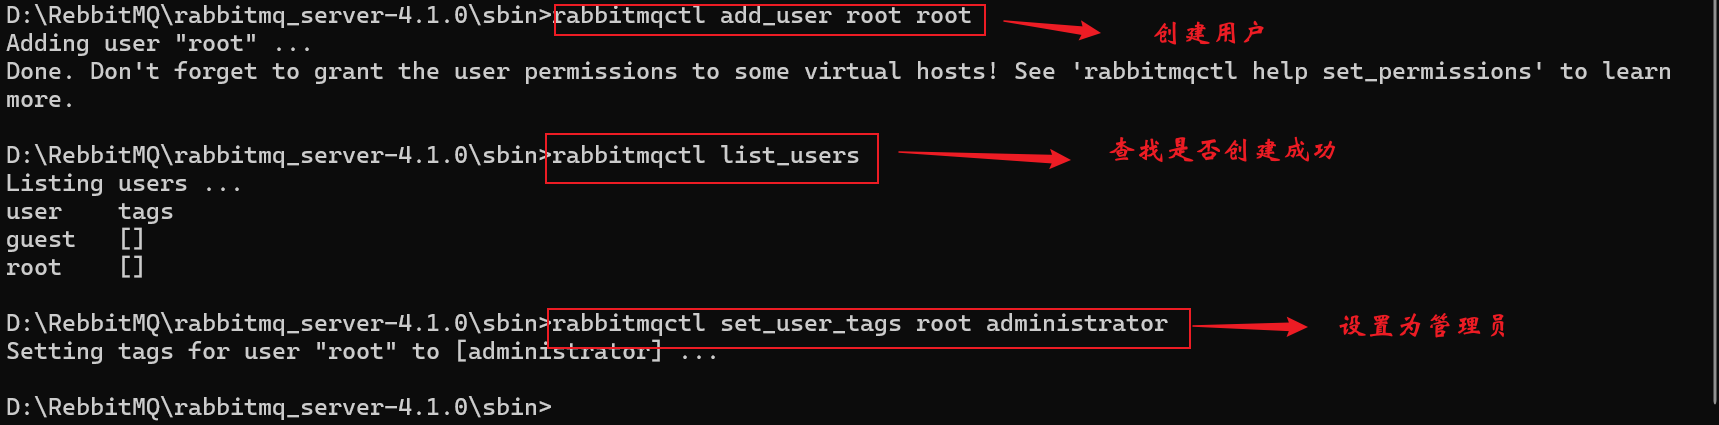 D:\RebbitMQ\rabbitmq_server-4.1.0\sbin>rabbitmqctl add_user root root 创建用户
Adding user "root" ...
Done. Don't forget to grant the user permissions to some virtual hosts! See 'rabbitmqctl help set_permissions' to learn
more.
D:\RebbitMQ\rabbitmq_server-4.1.0\sbin>rabbitmqctl list_users 查找是否创建成功
Listing users ...
user tags
guest []
root []
D:\RebbitMQ\rabbitmq_server-4.1.0\sbin>rabbitmqctl set_user_tags root administrator 设置为管理员
Setting tags for user "root" to [administrator] ...
D:\RebbitMQ\rabbitmq_server-4.1.0\sbin>